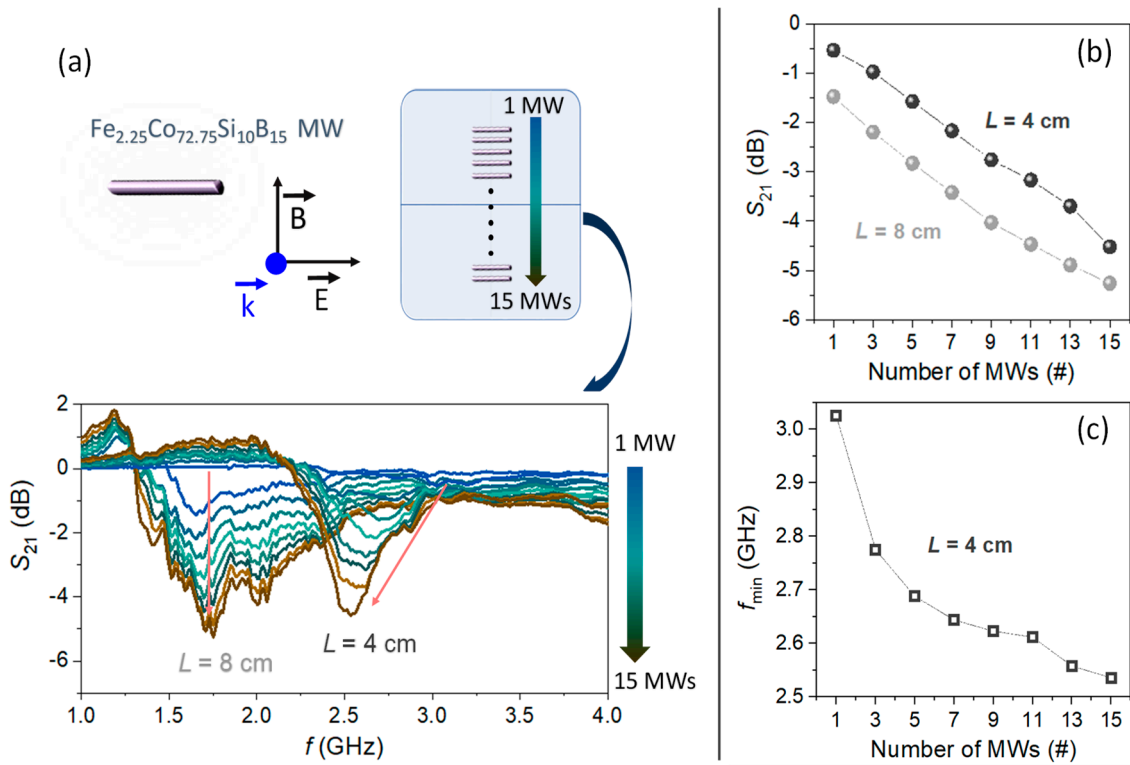 (a)
Fe2.25Co72.75Si10B15 MW
B
k
E
1 MW
15 MWs
2
0
-2
-4
-6
S21 (dB)
L = 8 cm
L = 4 cm
1.0 1.5 2.0 2.5 3.0 3.5 4.0
f (GHz)
1 MW
15 MWs
(b)
0
-1
-2
-3
-4
-5
-6
S21 (dB)
L = 4 cm
L = 8 cm
1 3 5 7 9 11 13 15
Number of MWs (#)
(c)
3.0
2.9
2.8
2.7
2.6
2.5
fmin (GHz)
L = 4 cm
1 3 5 7 9 11 13 15
Number of MWs (#)